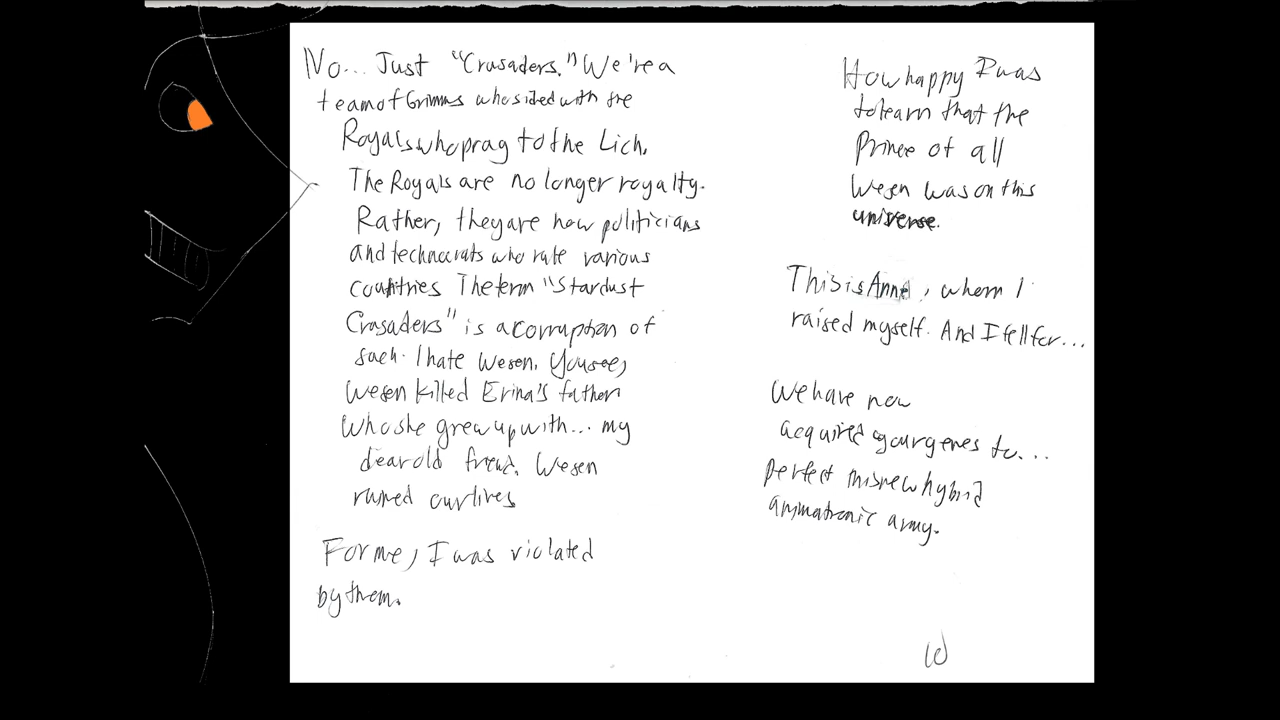 No... Just "Crusaders." We're a
team of Grimms who sided with the
Royals who pray to the Lich.
The Royals are no longer royalty.
Rather, they are now politicians
and technocrats who rule various
countries The term "Stardust
Crusaders" is a corruption of
such. I hate Wesen. You see,
Wesen killed Erina's father
who she grew up with... my
dear old friend. Wesen
ruined our lives
For me, I was violated
by them.
How happy I was
to learn that the
Prince of all
Wesen was on this
universe.
This is Anne, whom I
raised myself. And I fell for...
We have now
acquired your genes to...
perfect this new hybrid
animatronic army.